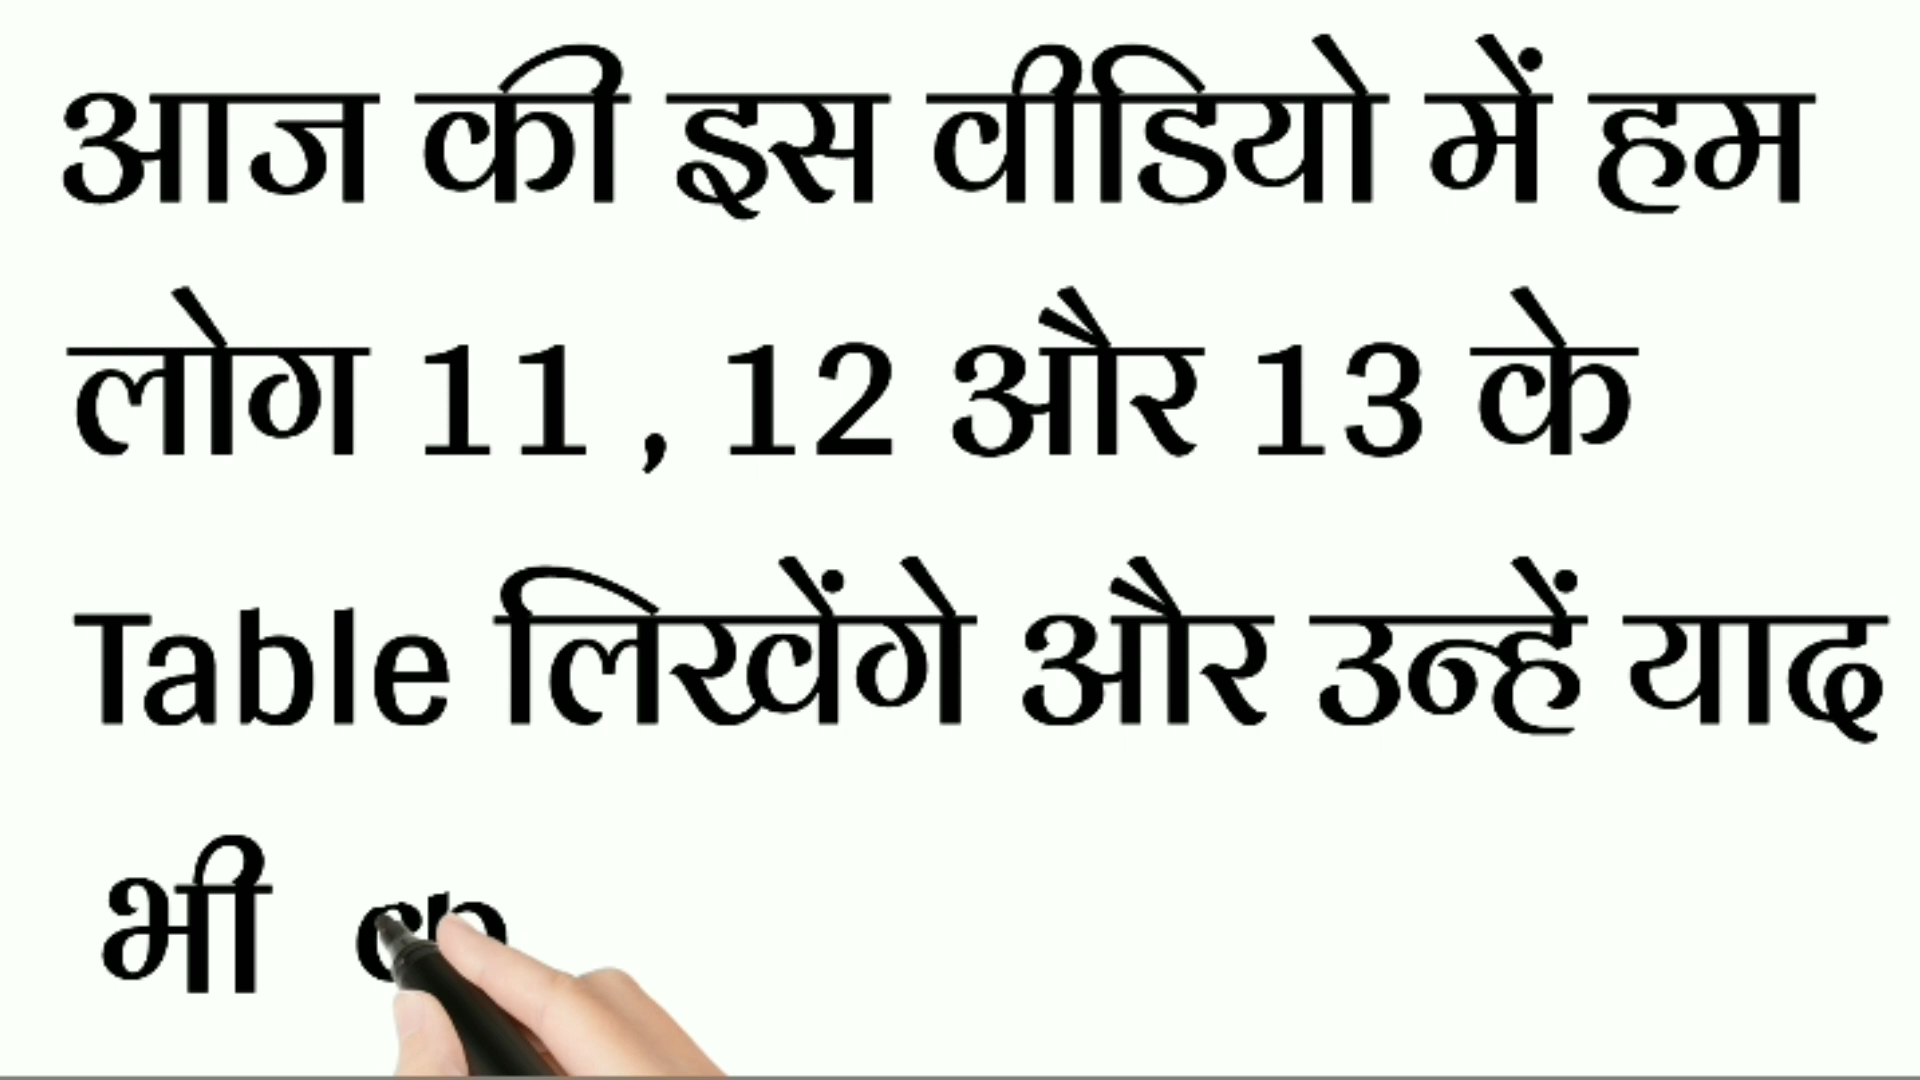 आज की इस वीडियो में हम
लोग 11 , 12 और 13 के
Table लिखेंगे और उन्हें याद
भी